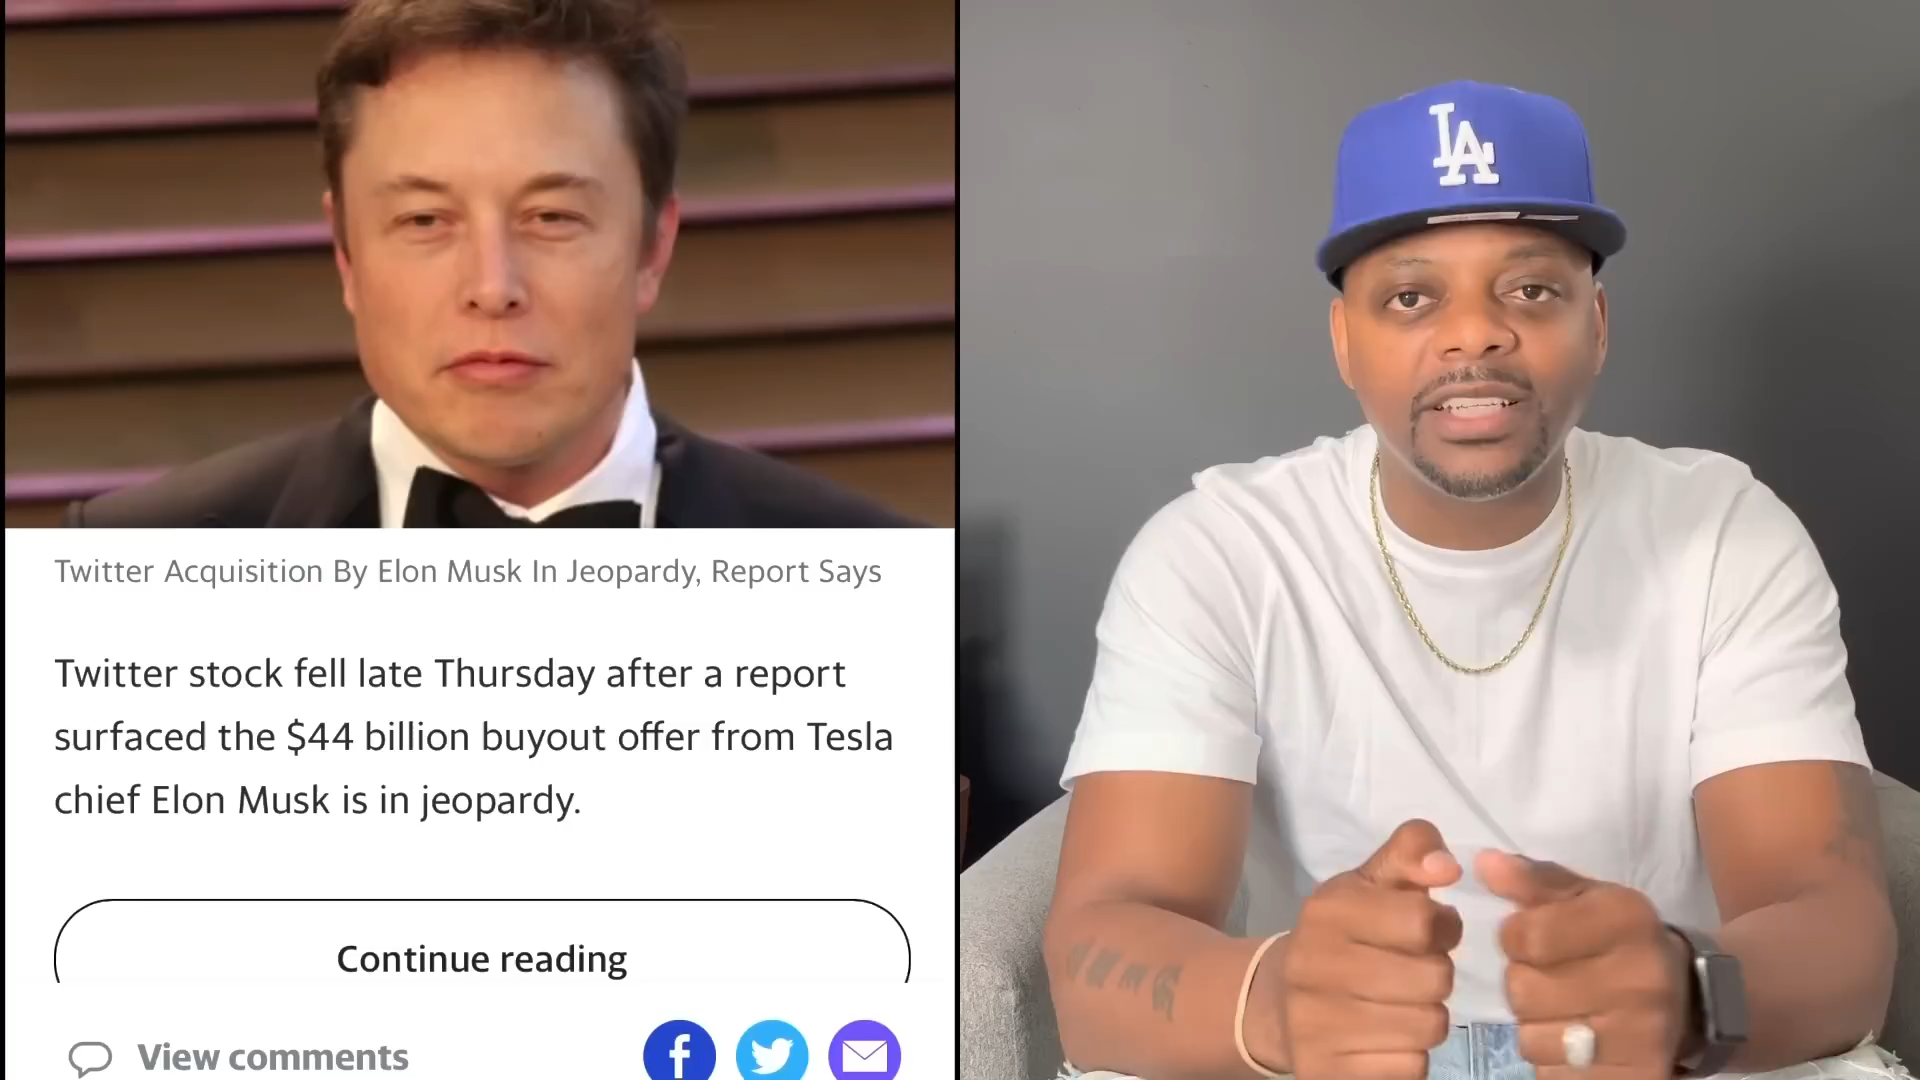 Twitter Acquisition By Elon Musk In Jeopardy, Report Says
Twitter stock fell late Thursday after a report
surfaced the $44 billion buyout offer from Tesla
chief Elon Musk is in jeopardy.
Continue reading
View comments
LA